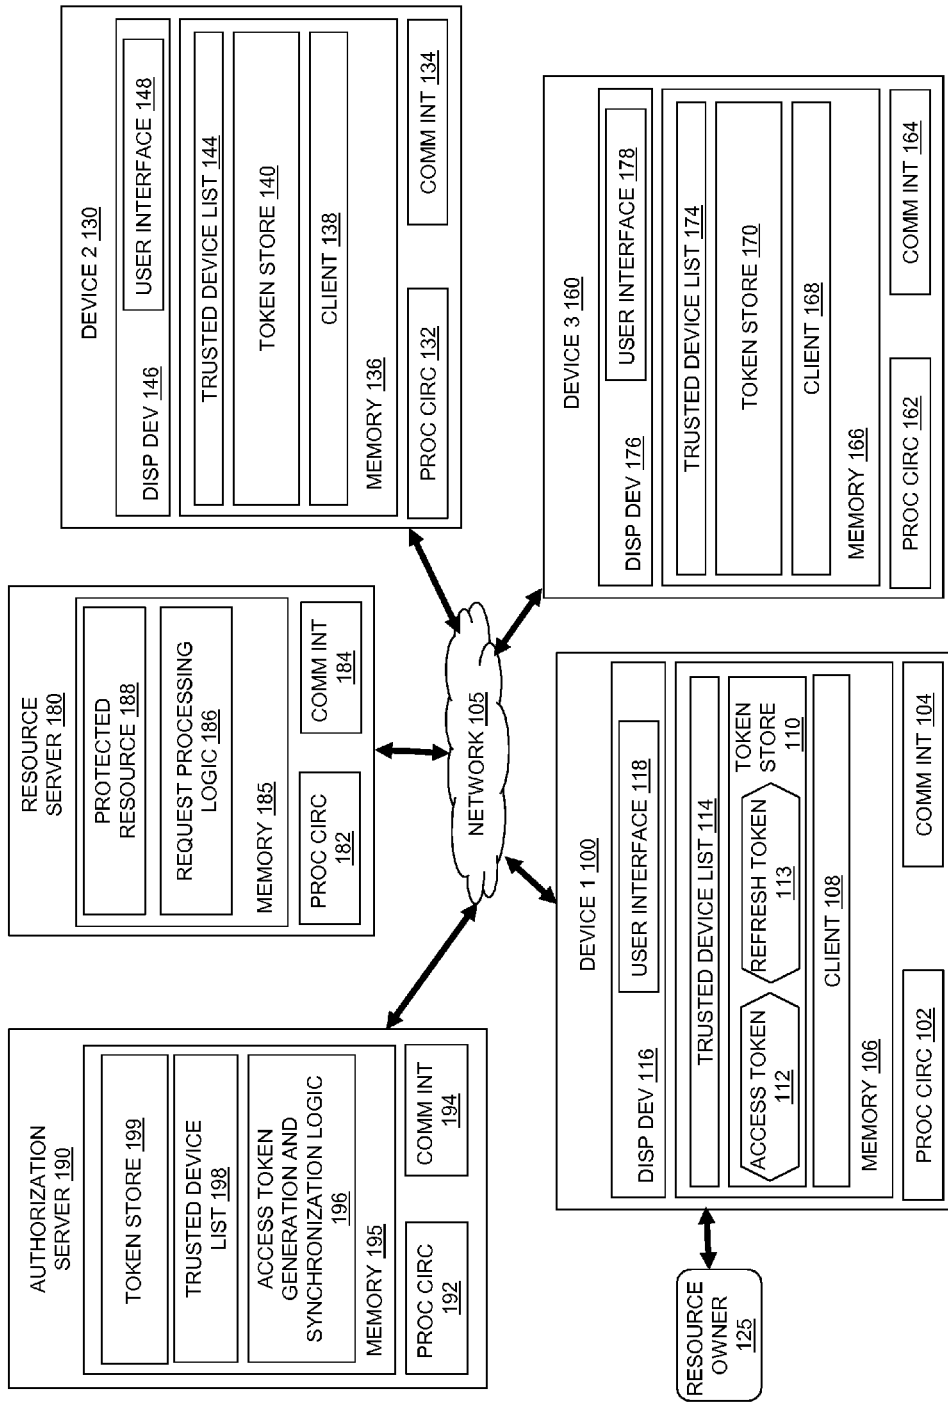 AUTHORIZATION
SERVER 190
TOKEN STORE 199
TRUSTED DEVICE
LIST 198
ACCESS TOKEN
GENERATION AND
SYNCHRONIZATION LOGIC
196
MEMORY 195
PROC CIRC
192
COMM INT
194
RESOURCE
SERVER 180
PROTECTED
RESOURCE 188
REQUEST PROCESSING
LOGIC 186
MEMORY 185
PROC CIRC
182
COMM INT
184
DEVICE 2 130
DISP DEV 146
USER INTERFACE 148
TRUSTED DEVICE LIST 144
TOKEN STORE 140
CLIENT 138
MEMORY 136
PROC CIRC 132
COMM INT 134
NETWORK 105
RESOURCE
OWNER
125
DEVICE 1 100
DISP DEV 116
USER INTERFACE 118
TRUSTED DEVICE LIST 114
ACCESS TOKEN
112
REFRESH TOKEN
113
TOKEN
STORE
110
CLIENT 108
MEMORY 106
PROC CIRC 102
COMM INT 104
DEVICE 3 160
DISP DEV 176
USER INTERFACE 178
TRUSTED DEVICE LIST 174
TOKEN STORE 170
CLIENT 168
MEMORY 166
PROC CIRC 162
COMM INT 164